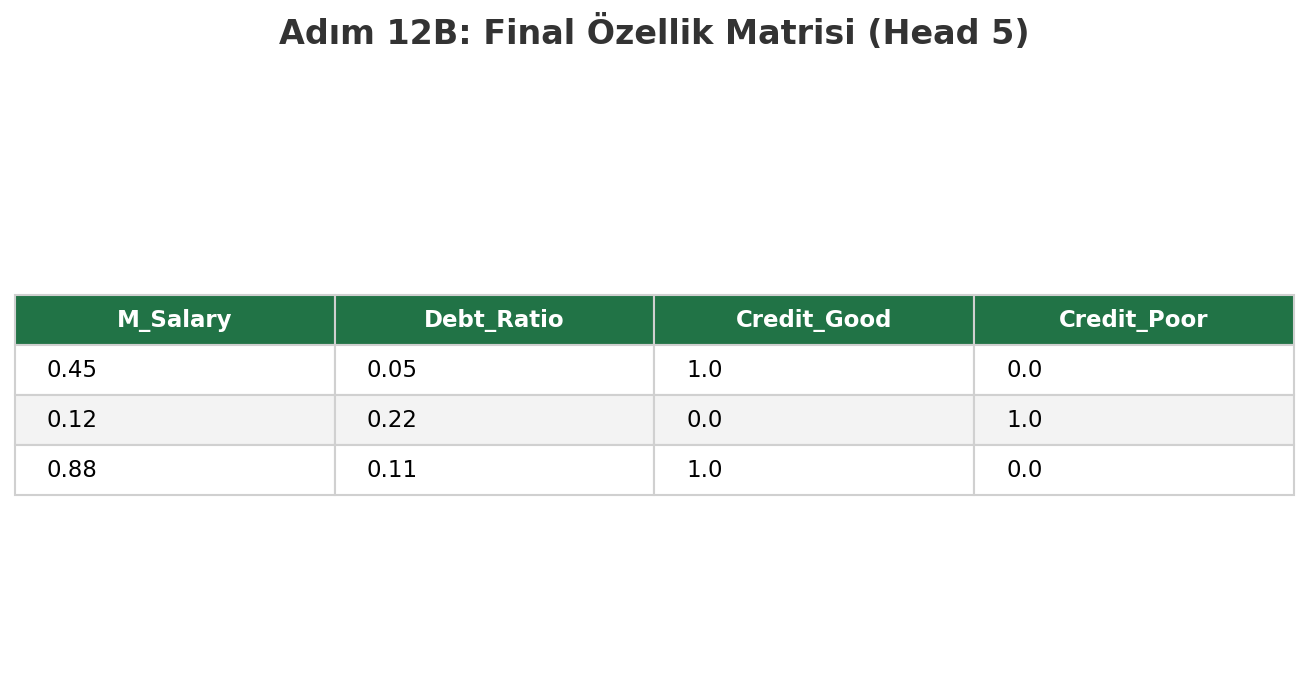 Adım 12B: Final Özellik Matrisi (Head 5)
M_Salary Debt_Ratio Credit_Good Credit_Poor
0.45 0.05 1.0 0.0
0.12 0.22 0.0 1.0
0.88 0.11 1.0 0.0